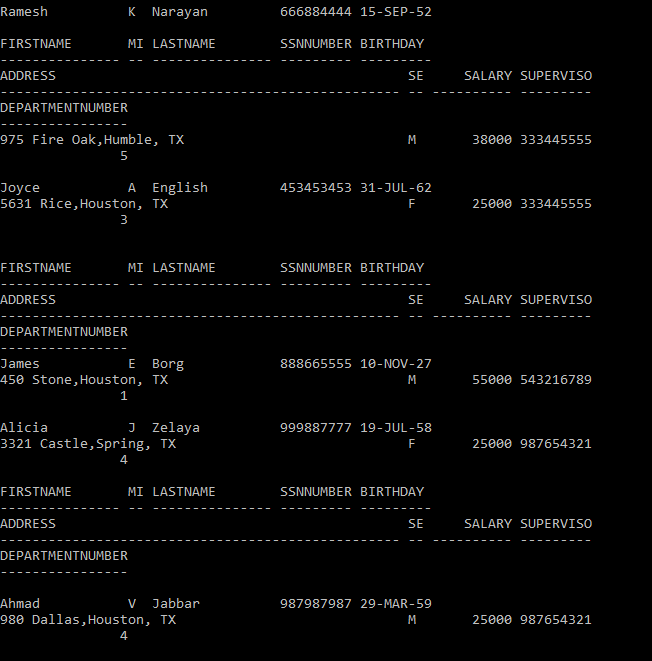 Ramesh          K  Narayan         666884444 15-SEP-52
FIRSTNAME       MI LASTNAME        SSNNUMBER BIRTHDAY
--------------- -- --------------- --------- ---------
ADDRESS                                            SE     SALARY SUPERVISO
-------------------------------------------------- -- ---------- ---------
DEPARTMENTNUMBER
----------------
975 Fire Oak,Humble, TX                            M       38000 333445555
               5
Joyce           A  English         453453453 31-JUL-62
5631 Rice,Houston, TX                              F       25000 333445555
               3
FIRSTNAME       MI LASTNAME        SSNNUMBER BIRTHDAY
--------------- -- --------------- --------- ---------
ADDRESS                                            SE     SALARY SUPERVISO
-------------------------------------------------- -- ---------- ---------
DEPARTMENTNUMBER
----------------
James           E  Borg            888665555 10-NOV-27
450 Stone,Houston, TX                              M       55000 543216789
               1
Alicia          J  Zelaya          999887777 19-JUL-58
3321 Castle,Spring, TX                             F       25000 987654321
               4
FIRSTNAME       MI LASTNAME        SSNNUMBER BIRTHDAY
--------------- -- --------------- --------- ---------
ADDRESS                                            SE     SALARY SUPERVISO
-------------------------------------------------- -- ---------- ---------
DEPARTMENTNUMBER
----------------
Ahmad           V  Jabbar          987987987 29-MAR-59
980 Dallas,Houston, TX                             M       25000 987654321
               4